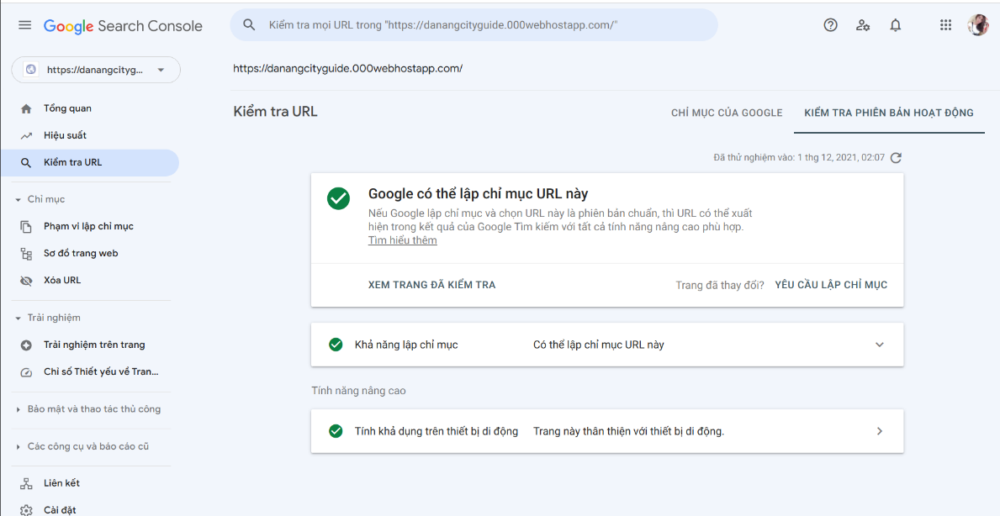 Google Search Console
Kiểm tra mọi URL trong "https://danangcityguide.000webhostapp.com/"
https://danangcityg...
https://danangcityguide.000webhostapp.com/
Tổng quan
Hiệu suất
Kiểm tra URL
Chỉ mục
Phạm vi lập chỉ mục
Sơ đồ trang web
Xóa URL
Trải nghiệm
Trải nghiệm trên trang
Chỉ số Thiết yếu về Tran...
Bảo mật và thao tác thủ công
Các công cụ và báo cáo cũ
Liên kết
Cài đặt
Kiểm tra URL
CHỈ MỤC CỦA GOOGLE
KIỂM TRA PHIÊN BẢN HOẠT ĐỘNG
Đã thử nghiệm vào: 1 thg 12, 2021, 02:07
Google có thể lập chỉ mục URL này
Nếu Google lập chỉ mục và chọn URL này là phiên bản chuẩn, thì URL có thể xuất
hiện trong kết quả của Google Tìm kiếm với tất cả tính năng nâng cao phù hợp.
Tìm hiểu thêm
XEM TRANG ĐÃ KIỂM TRA
Trang đã thay đổi?
YÊU CẦU LẬP CHỈ MỤC
Khả năng lập chỉ mục
Có thể lập chỉ mục URL này
Tính năng nâng cao
Tính khả dụng trên thiết bị di động
Trang này thân thiện với thiết bị di động.